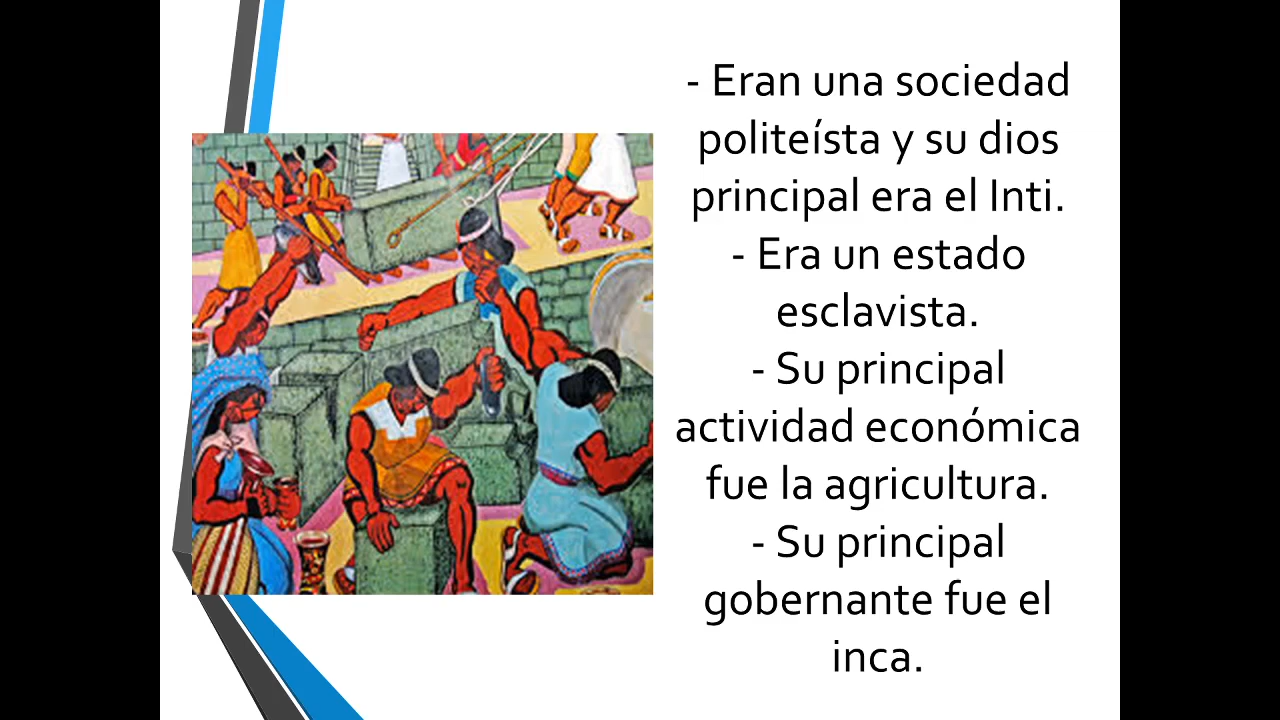 - Eran una sociedad
politeísta y su dios
principal era el Inti.
- Era un estado
esclavista.
- Su principal
actividad económica
fue la agricultura.
- Su principal
gobernante fue el
inca.